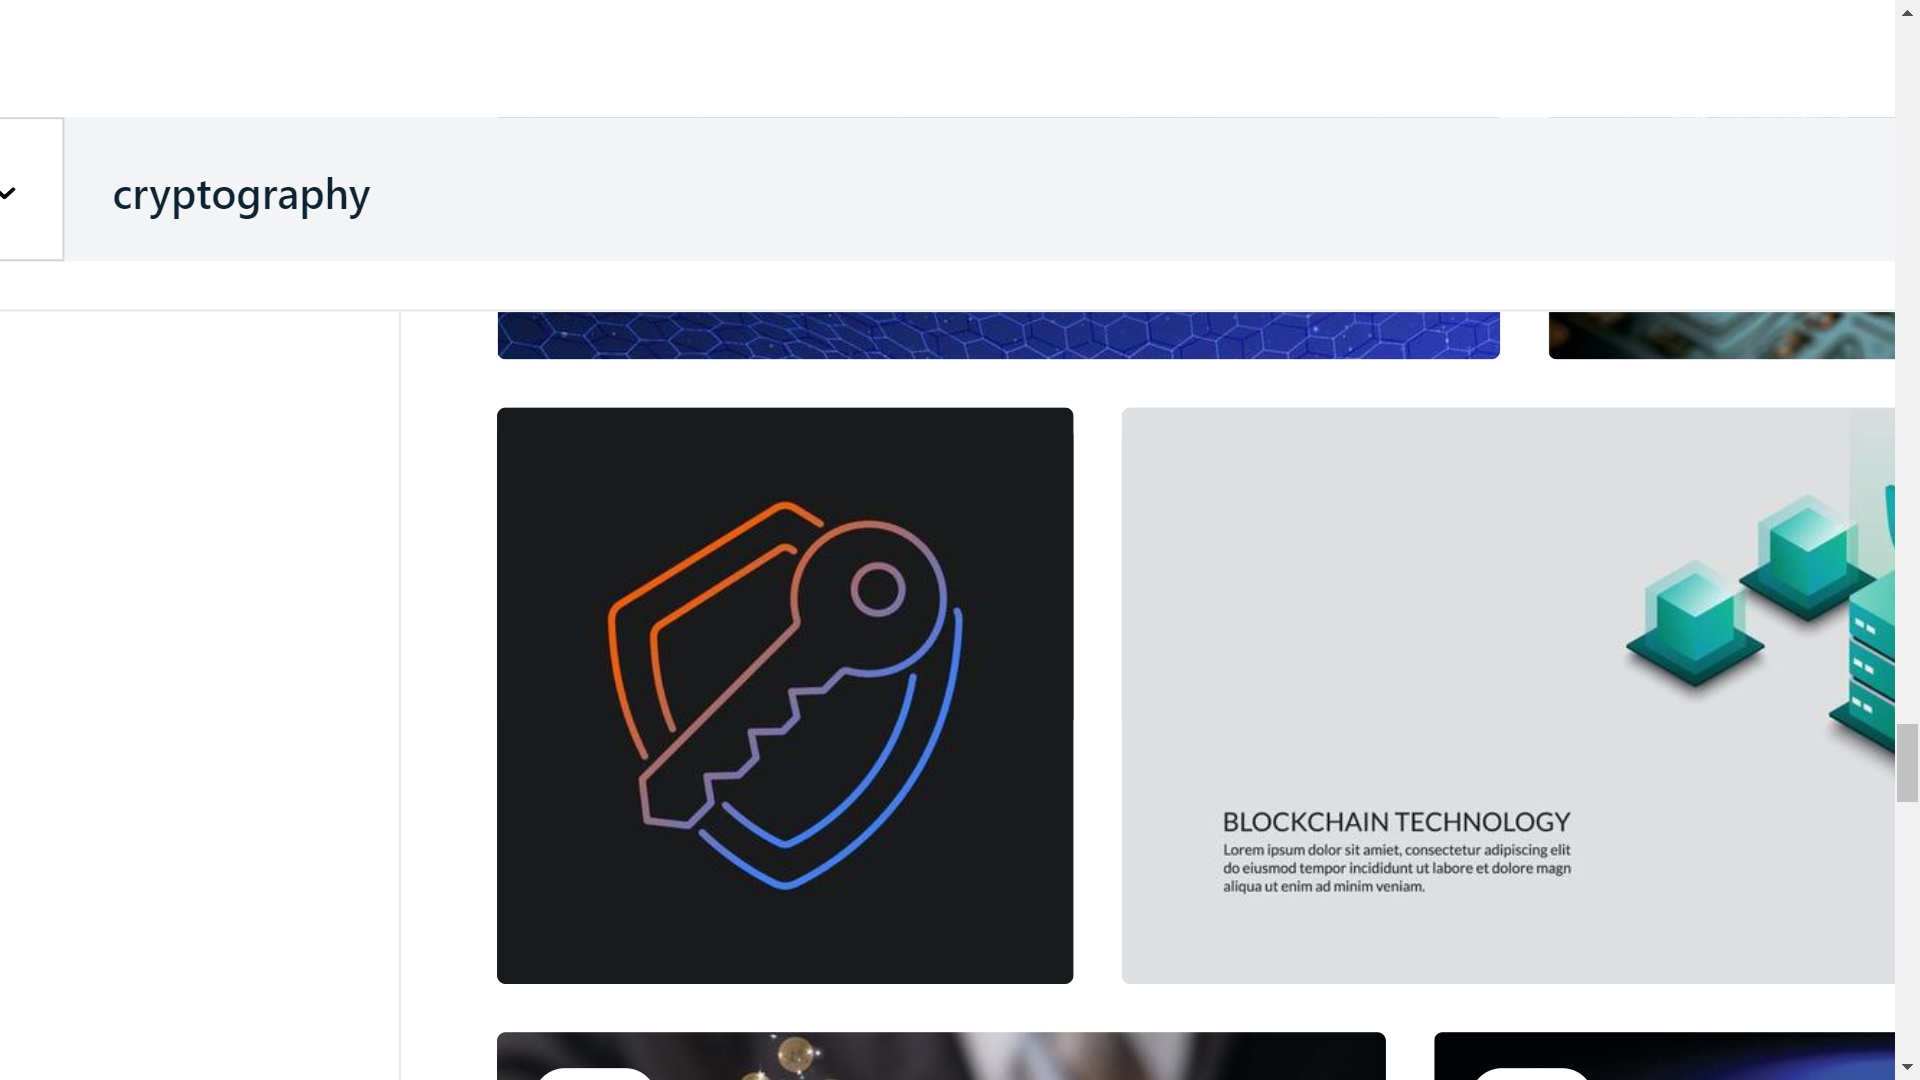 cryptography
BLOCKCHAIN TECHNOLOGY
Lorem ipsum dolor sit amiet, consectetur adipiscing elit
do eiusmod tempor incididunt ut labore et dolore magn
aliqua ut enim ad minim veniam.